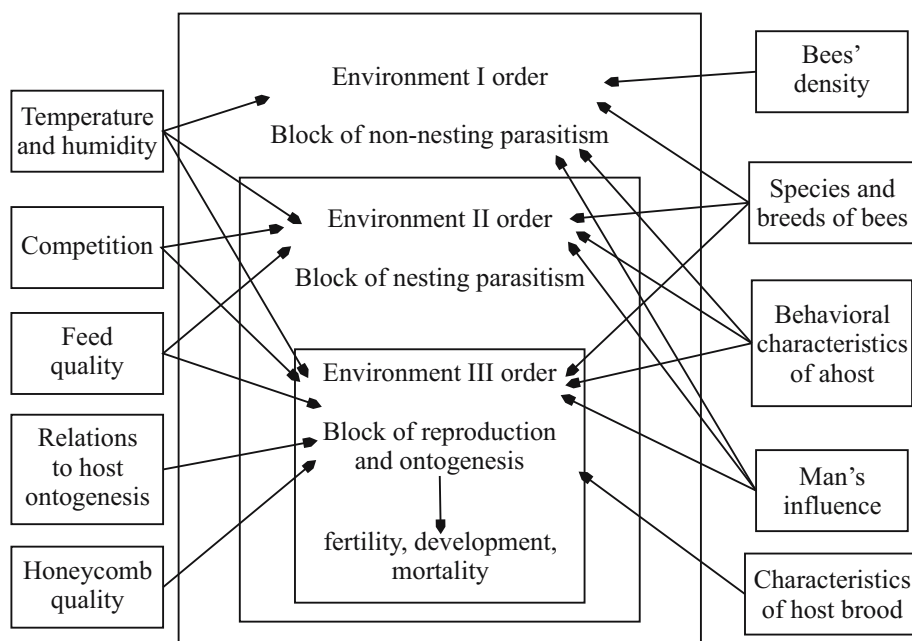 Environment I order
Block of non-nesting parasitism
Environment II order
Block of nesting parasitism
Environment III order
Block of reproduction
and ontogenesis
fertility, development,
mortality
Temperature
and humidity
Competition
Feed
quality
Relations
to host
ontogenesis
Honeycomb
quality
Bees'
density
Species and
breeds of bees
Behavioral
characteristics
of ahost
Man's
influence
Characteristics
of host brood